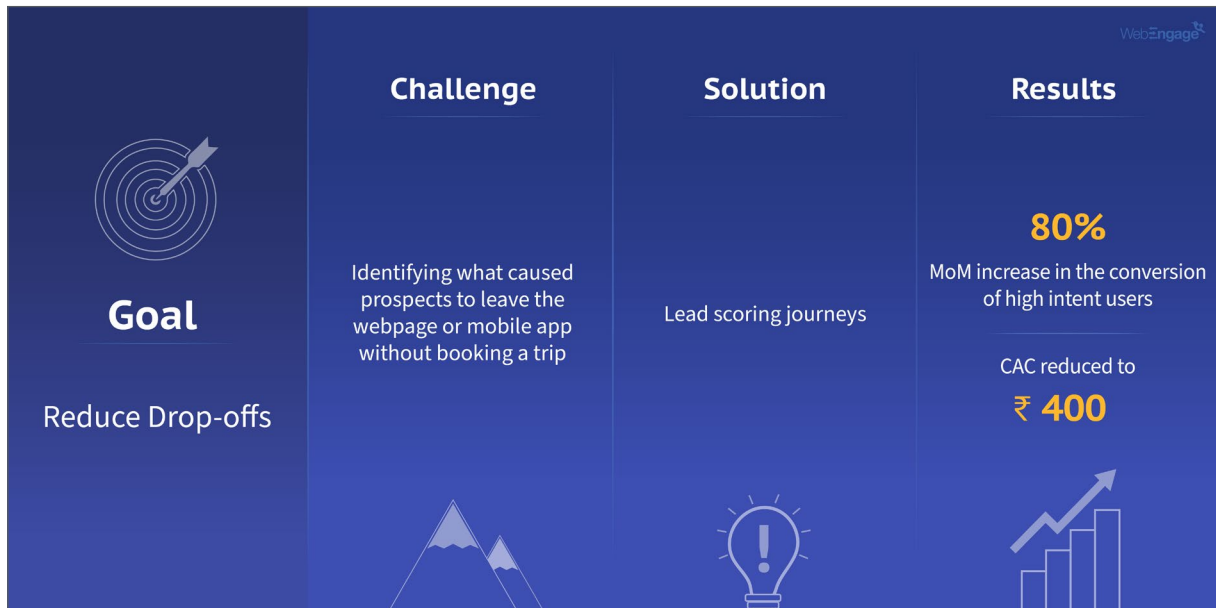 WebEngage
Goal
Reduce Drop-offs
Challenge
Identifying what caused
prospects to leave the
webpage or mobile app
without booking a trip
Solution
Lead scoring journeys
Results
80%
MoM increase in the conversion
of high intent users
CAC reduced to
₹ 400